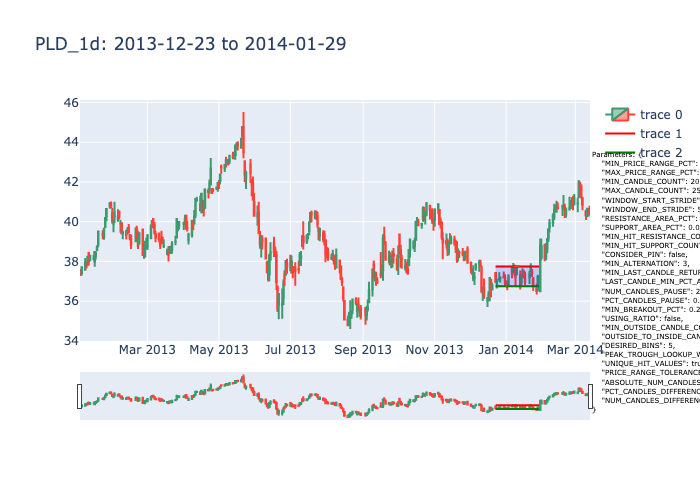 PLD_1d: 2013-12-23 to 2014-01-29
46
44
42
40
38
36
34
Mar 2013 May 2013 Jul 2013 Sep 2013 Nov 2013 Jan 2014 Mar 2014
trace 0
trace 1
trace 2
Parameters: {
"MIN_PRICE_RANGE_PCT":
"MAX_PRICE_RANGE_PCT":
"MIN_CANDLE_COUNT": 20
"MAX_CANDLE_COUNT": 25
"WINDOW_START_STRIDE"
"WINDOW_END_STRIDE": 5
"RESISTANCE_AREA_PCT":
"SUPPORT_AREA_PCT": 0.0
"MIN_HIT_RESISTANCE_CO
"MIN_HIT_SUPPORT_COUNT
"CONSIDER_PIN": false,
"MIN_ALTERNATION": 3,
"MIN_LAST_CANDLE_RETUR
"LAST_CANDLE_MIN_PCT_A
"NUM_CANDLES_PAUSE": 2
"PCT_CANDLES_PAUSE": 0.
"MIN_BREAKOUT_PCT": 0.2
"USING_RATIO": false,
"MIN_OUTSIDE_CANDLE_CO
"OUTSIDE_TO_INSIDE_CAN
"DESIRED_BINS": 5,
"PEAK_TROUGH_LOOKUP_W
"UNIQUE_HIT_VALUES": tru
"PRICE_RANGE_TOLERANC
"ABSOLUTE_NUM_CANDLES
"PCT_CANDLES_DIFFERENC
"NUM_CANDLES_DIFFERENC
}